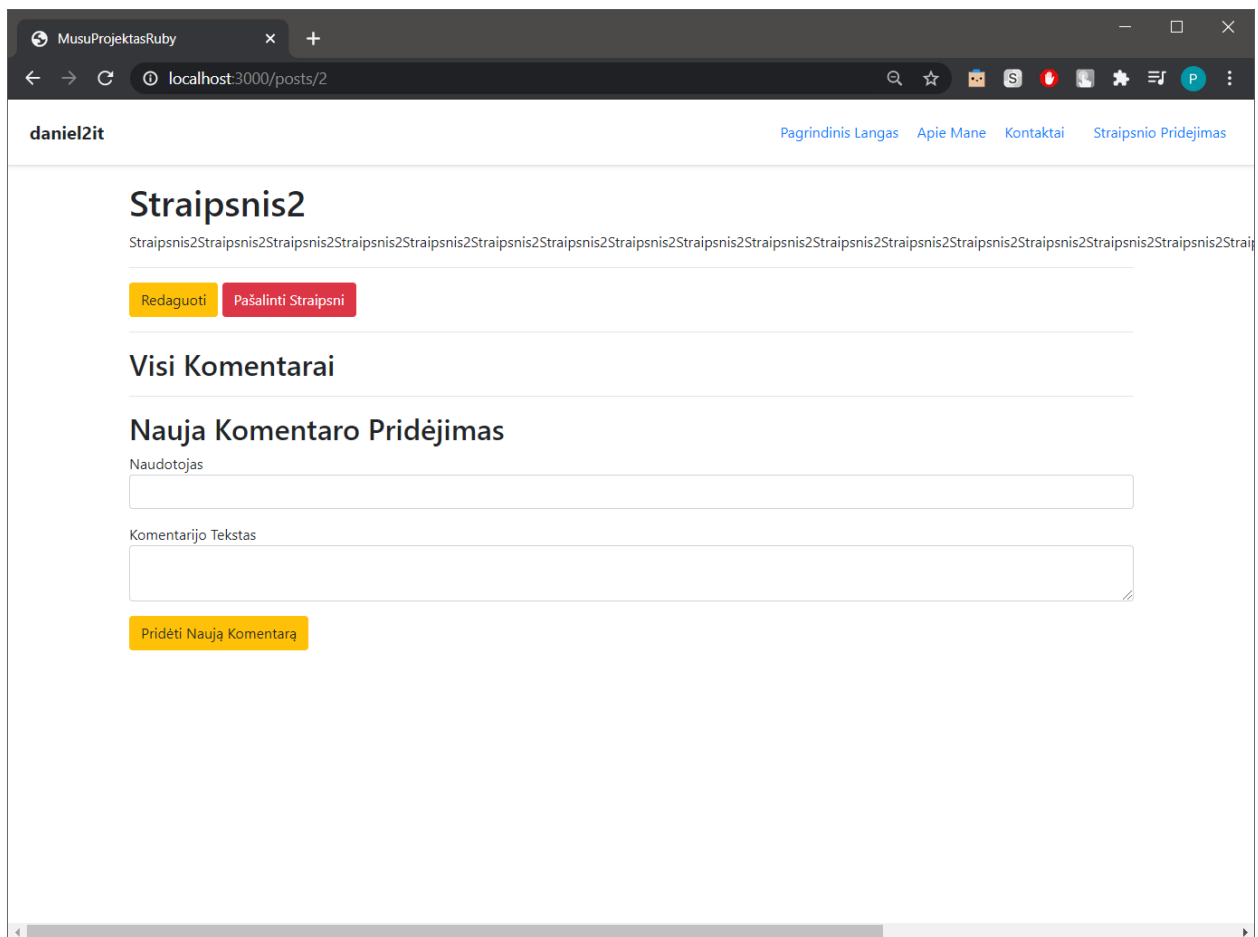 MusuProjektasRuby
localhost:3000/posts/2
S
P
daniel2it
Pagrindinis Langas Apie Mane Kontaktai Straipsnio Pridejimas
Straipsnis2
Straipsnis2Straipsnis2Straipsnis2Straipsnis2Straipsnis2Straipsnis2Straipsnis2Straipsnis2Straipsnis2Straipsnis2Straipsnis2Straipsnis2Straipsnis2Straipsnis2Straipsnis2Straipsnis2Strai
Redaguoti Pašalinti Straipsni
Visi Komentarai
Nauja Komentaro Pridėjimas
Naudotojas
Komentarijo Tekstas
Pridėti Naują Komentarą